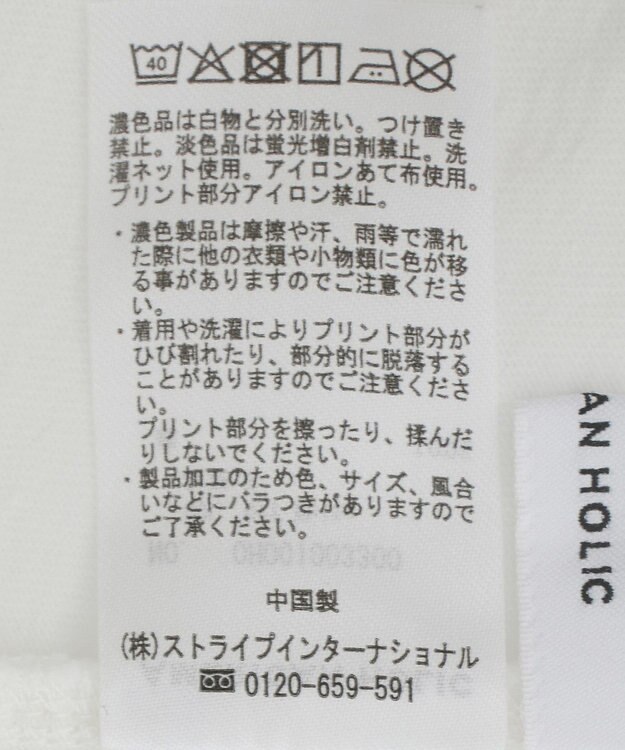 40
濃色品は白物と分別洗い。つけ置き
禁止。淡色品は蛍光増白剤禁止。洗
濯ネット使用。アイロンあて布使用。
プリント部分アイロン禁止。
・濃色製品は摩擦や汗、雨等で濡れ
た際に他の衣類や小物類に色が移
る事がありますのでご注意くださ
い。
・着用や洗濯によりプリント部分が
ひび割れたり、部分的に脱落する
ことがありますのでご注意くださ
い。
プリント部分を擦ったり、揉んだ
りしないでください。
・製品加工のため色、サイズ、風合
いなどにバラつきがありますので
ご了承ください。
中国製
(株)ストライプインターナショナル
0120-659-591
AN HOLIC